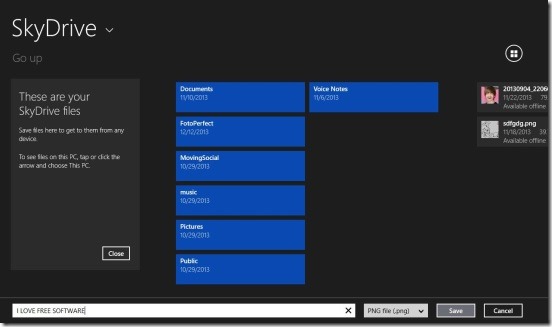 SkyDrive
Go up
These are your
SkyDrive files
Save files here to get to them from any
device.
To see files on this PC, tap or click the
arrow and choose This PC.
Close
Documents
11/10/2013
FotoPerfect
12/12/2013
MovingSocial
10/29/2013
music
10/29/2013
Pictures
10/29/2013
Public
10/29/2013
Voice Notes
11/6/2013
20130904_2206
11/22/2013 79.
Available offline
sdfgdg.png
11/18/2013 39.
Available offline
I LOVE FREE SOFTWARE
PNG file (.png)
Save
Cancel